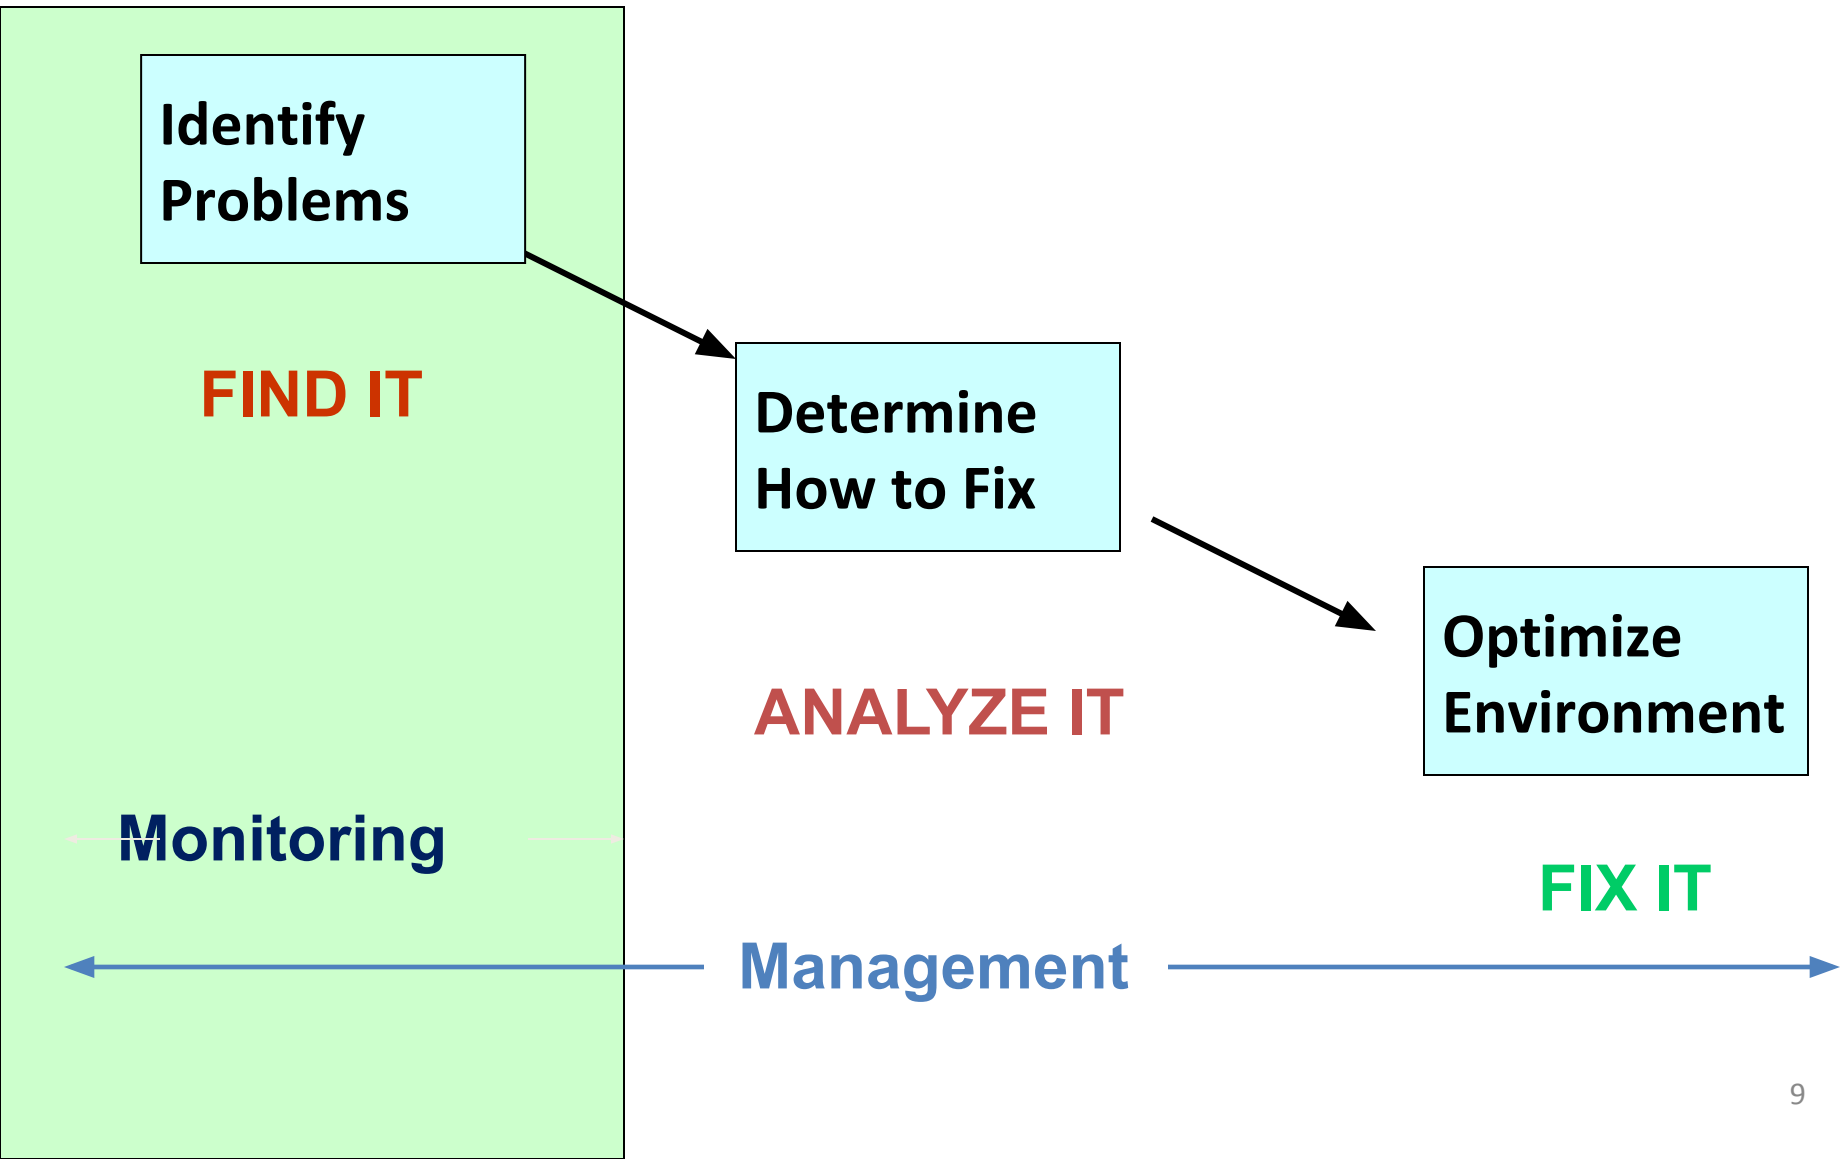 Identify
Problems
FIND IT
Determine
How to Fix
ANALYZE IT
Optimize
Environment
Monitoring
FIX IT
Management
9